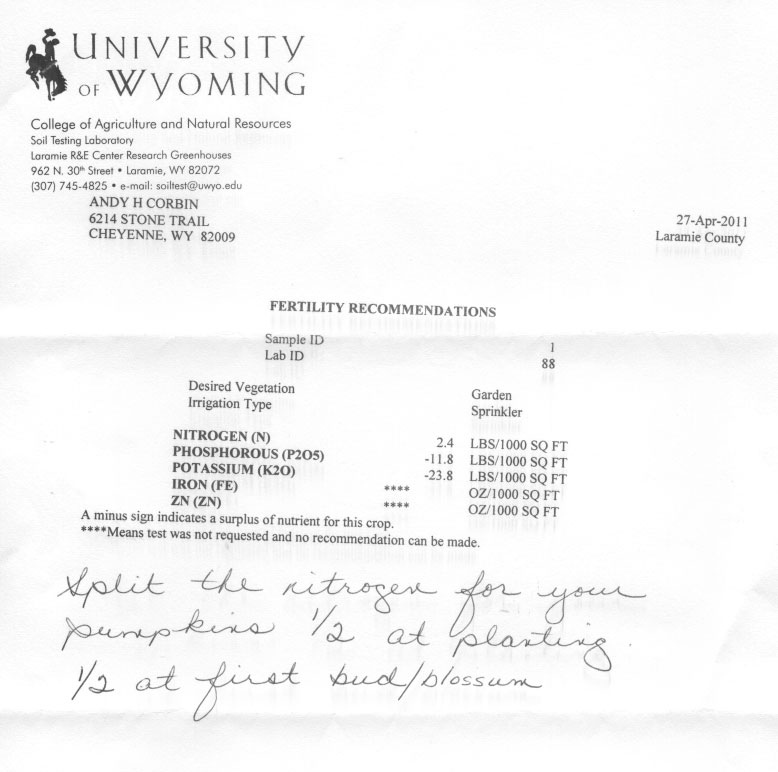 UNIVERSITY
OF WYOMING
College of Agriculture and Natural Resources
Soil Testing Laboratory
Laramie R&E Center Research Greenhouses
962 N. 30th Street • Laramie, WY 82072
(307) 745-4825 • e-mail: soiltest@uwyo.edu
ANDY H CORBIN
6214 STONE TRAIL
CHEYENNE, WY 82009
27-Apr-2011
Laramie County
FERTILITY RECOMMENDATIONS
Sample ID 1
Lab ID 88
Desired Vegetation Garden
Irrigation Type Sprinkler
NITROGEN (N) 2.4 LBS/1000 SQ FT
PHOSPHOROUS (P2O5) -11.8 LBS/1000 SQ FT
POTASSIUM (K2O) -23.8 LBS/1000 SQ FT
IRON (FE) **** OZ/1000 SQ FT
ZN (ZN) **** OZ/1000 SQ FT
A minus sign indicates a surplus of nutrient for this crop.
****Means test was not requested and no recommendation can be made.
Split the nitrogen for your
pumpkins 1/2 at planting.
1/2 at first bud/blossum